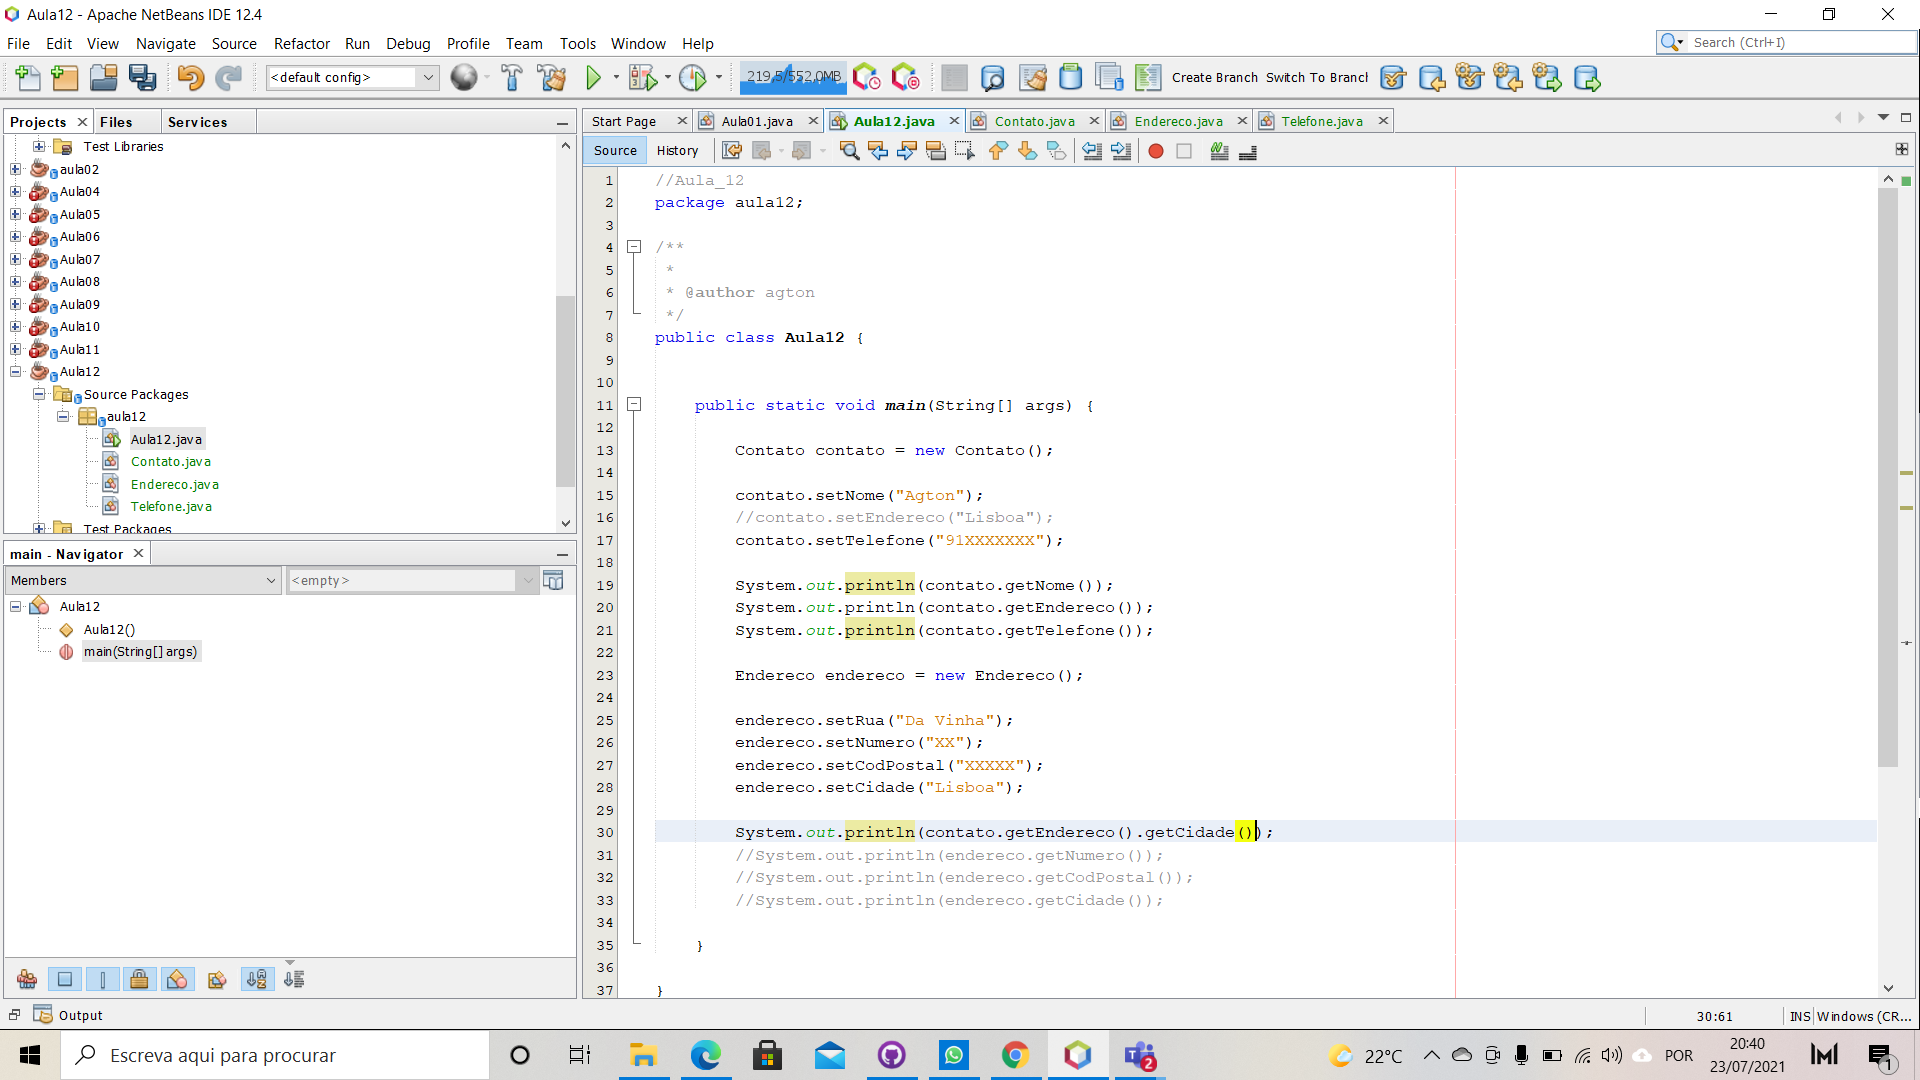 Aula12 - Apache NetBeans IDE 12.4
File Edit View Navigate Source Refactor Run Debug Profile Team Tools Window Help
Search (Ctrl+I)
<default config>
219,5/552,0MB
Create Branch Switch To Branch
Projects Files Services
Test Libraries
aula02
Aula04
Aula05
Aula06
Aula07
Aula08
Aula09
Aula10
Aula11
Aula12
Source Packages
aula12
Aula12.java
Contato.java
Endereco.java
Telefone.java
Test Packages
main - Navigator
Members
<empty>
Aula12
Aula12()
main(String[] args)
Start Page Aula01.java Aula12.java Contato.java Endereco.java Telefone.java
Source History
1 //Aula_12
2 package aula12;
3
4 /**
5 *
6 * @author agton
7 */
8 public class Aula12 {
9
10
11 public static void main(String[] args) {
12
13 Contato contato = new Contato();
14
15 contato.setNome("Agton");
16 //contato.setEndereco("Lisboa");
17 contato.setTelefone("91XXXXXXX");
18
19 System.out.println(contato.getNome());
20 System.out.println(contato.getEndereco());
21 System.out.println(contato.getTelefone());
22
23 Endereco endereco = new Endereco();
24
25 endereco.setRua("Da Vinha");
26 endereco.setNumero("XX");
27 endereco.setCodPostal("XXXXX");
28 endereco.setCidade("Lisboa");
29
30 System.out.println(contato.getEndereco().getCidade());
31 //System.out.println(endereco.getNumero());
32 //System.out.println(endereco.getCodPostal());
33 //System.out.println(endereco.getCidade());
34
35 }
36
37 }
Output
30:61 INS Windows (CR...
Escreva aqui para procurar
2
22°C
POR
20:40
23/07/2021
1